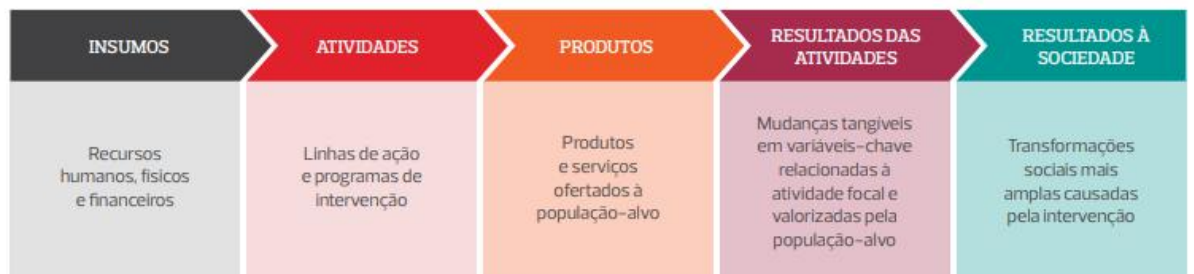 INSUMOS
Recursos
humanos, físicos
e financeiros
ATIVIDADES
Linhas de ação
e programas de
intervenção
PRODUTOS
Produtos
e serviços
ofertados à
população-alvo
RESULTADOS DAS
ATIVIDADES
Mudanças tangíveis
em variáveis-chave
relacionadas à
atividade focal e
valorizadas pela
população-alvo
RESULTADOS À
SOCIEDADE
Transformações
sociais mais
amplas causadas
pela intervenção